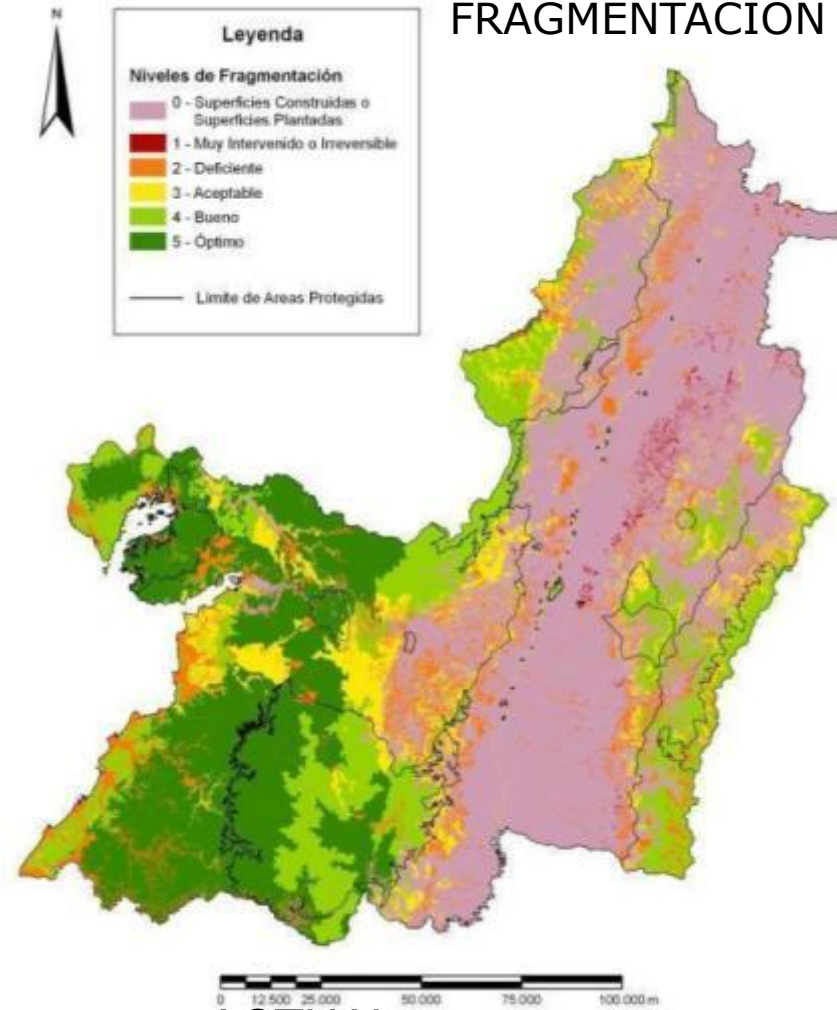 FRAGMENTACION
N
Leyenda
Niveles de Fragmentación
0 - Superficies Construidas o
Superficies Plantadas
1 - Muy Intervenido o Irreversible
2 - Deficiente
3 - Aceptable
4 - Bueno
5 - Óptimo
Límite de Areas Protegidas
0 12.500 25.000 50.000 75.000 100.000 m